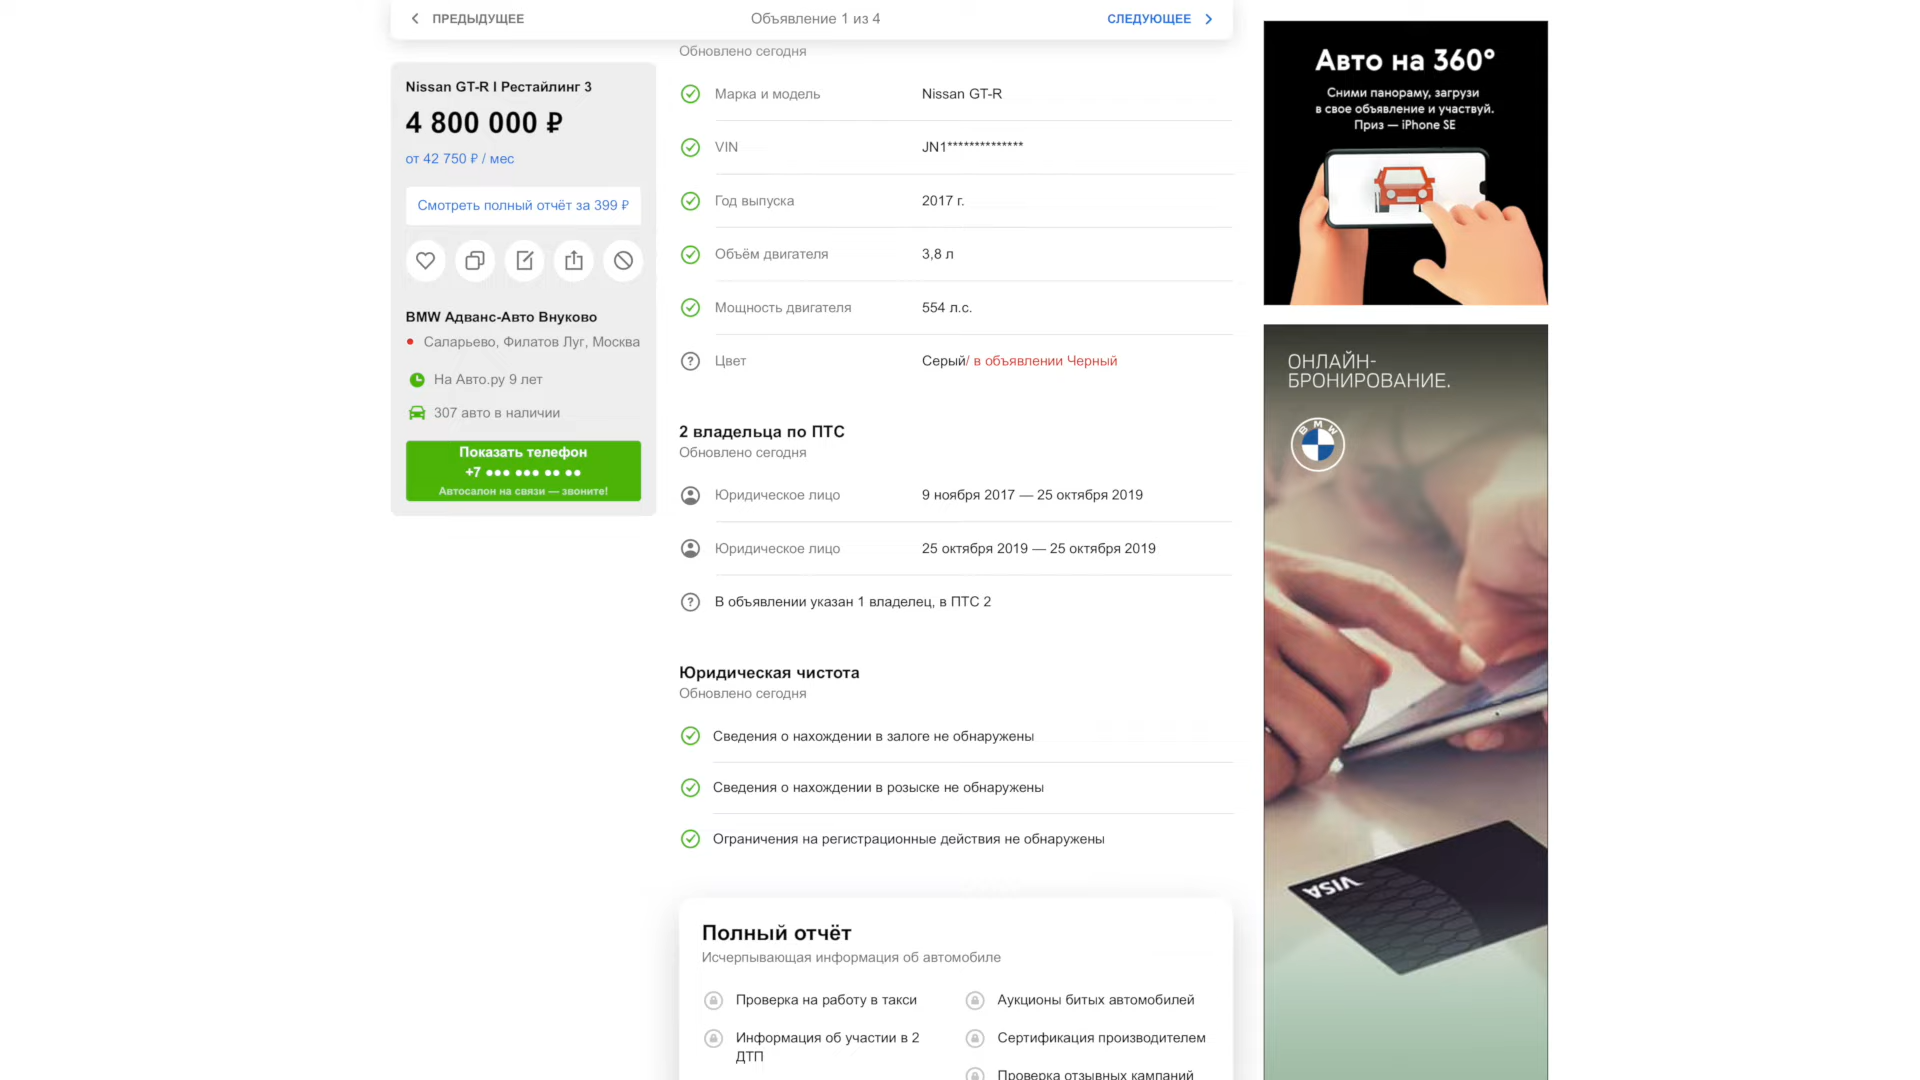 ПРЕДЫДУЩЕЕ
Объявление 1 из 4
СЛЕДУЮЩЕЕ
Nissan GT-R I Рестайлинг 3
4 800 000 ₽
от 42 750 ₽ / мес
Смотреть полный отчёт за 399 ₽
BMW Адванс-Авто Внуково
Саларьево, Филатов Луг, Москва
На Авто.ру 9 лет
307 авто в наличии
Показать телефон
+7 ●●● ●●● ●● ●●
Автосалон на связи — звоните!
Обновлено сегодня
Марка и модель Nissan GT-R
VIN JN1**************
Год выпуска 2017 г.
Объём двигателя 3,8 л
Мощность двигателя 554 л.с.
Цвет Серый/ в объявлении Черный
2 владельца по ПТС
Обновлено сегодня
Юридическое лицо 9 ноября 2017 — 25 октября 2019
Юридическое лицо 25 октября 2019 — 25 октября 2019
В объявлении указан 1 владелец, в ПТС 2
Юридическая чистота
Обновлено сегодня
Сведения о нахождении в залоге не обнаружены
Сведения о нахождении в розыске не обнаружены
Ограничения на регистрационные действия не обнаружены
Полный отчёт
Исчерпывающая информация об автомобиле
Проверка на работу в такси
Информация об участии в 2
ДТП
Аукционы битых автомобилей
Сертификация производителем
Проверка отзывных кампаний
Авто на 360°
Сними панораму, загрузи
в свое объявление и участвуй.
Приз — iPhone SE
ОНЛАЙН-
БРОНИРОВАНИЕ.
BMW
VISA